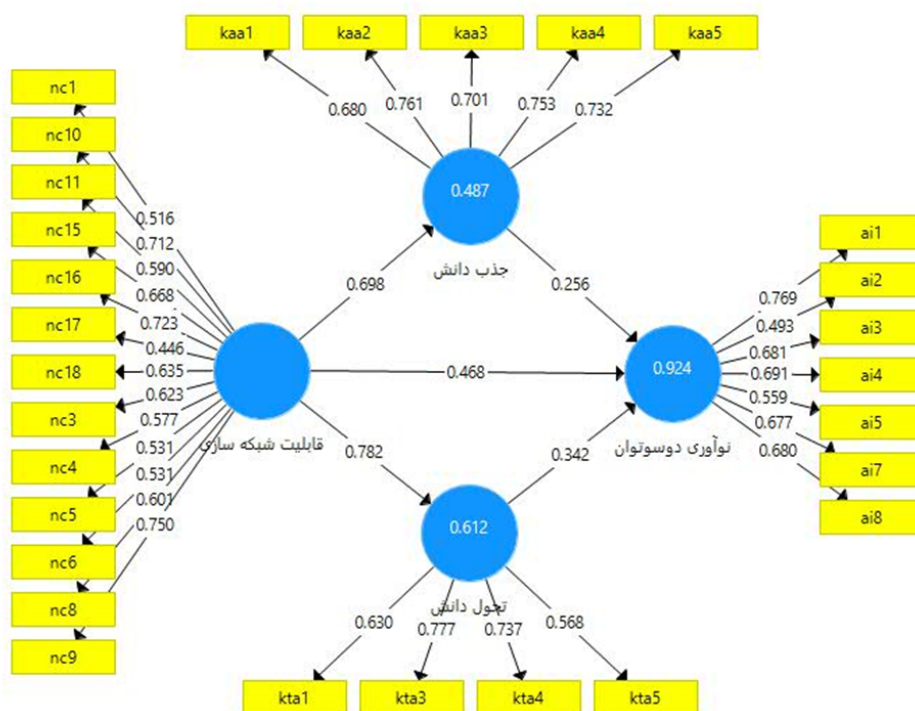 kaa1 kaa2 kaa3 kaa4 kaa5
0.680 0.761 0.701 0.753 0.732
nc1
nc10
nc11
nc15
nc16
nc17
nc18
nc3
nc4
nc5
nc6
nc8
nc9
0.516
0.712
0.590
0.668
0.723
0.446
0.635
0.623
0.577
0.531
0.531
0.601
0.750
قابلیت شبکه سازی
0.487
جذب دانش
0.698
0.256
0.468
0.782
0.342
0.924
نوآوری دوسوتوان
0.612
تحول دانش
0.769
0.493
0.681
0.691
0.559
0.677
0.680
ai1
ai2
ai3
ai4
ai5
ai7
ai8
0.630 0.777 0.737 0.568
kta1 kta3 kta4 kta5